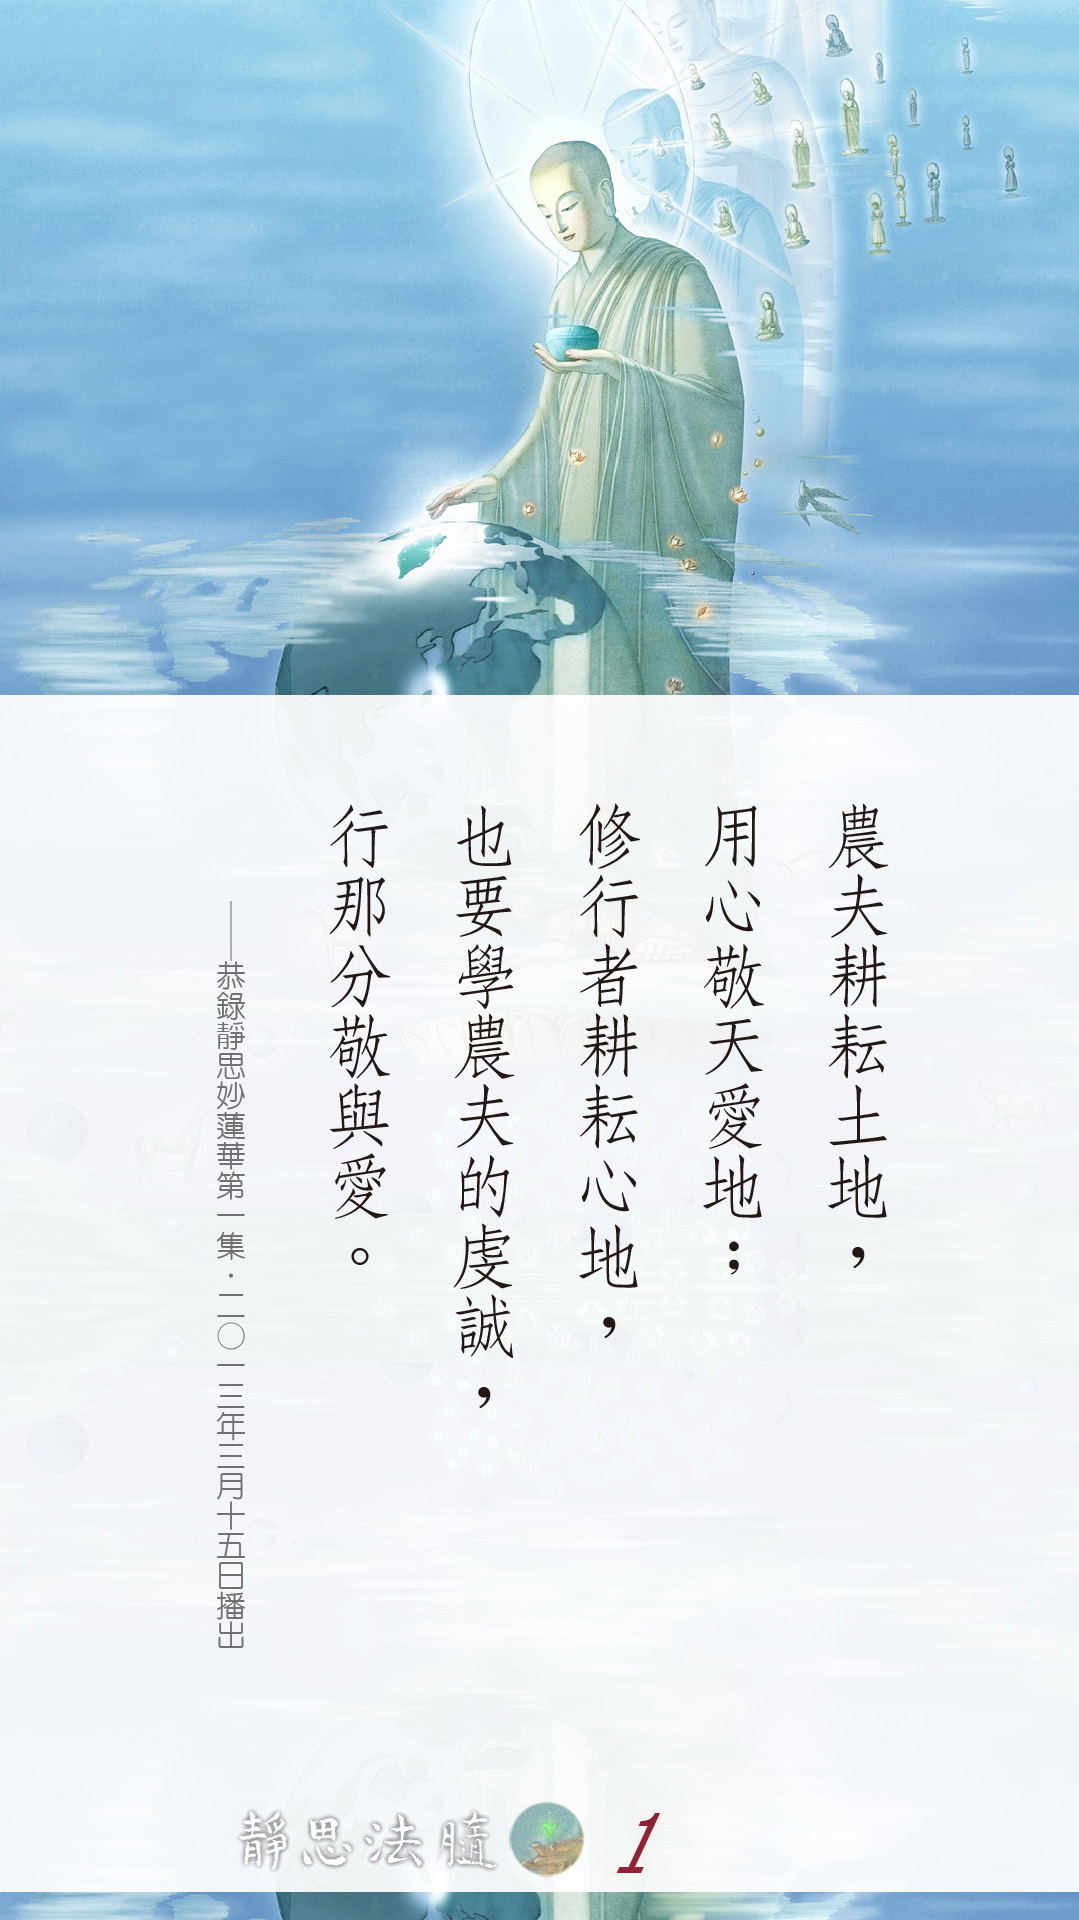 農夫耕耘土地，
用心敬天愛地；
修行者耕耘心地，
也要學農夫的虔誠，
行那分敬與愛。
——恭錄靜思妙蓮華第一集·二〇一三年三月十五日播出
靜思法髓 1